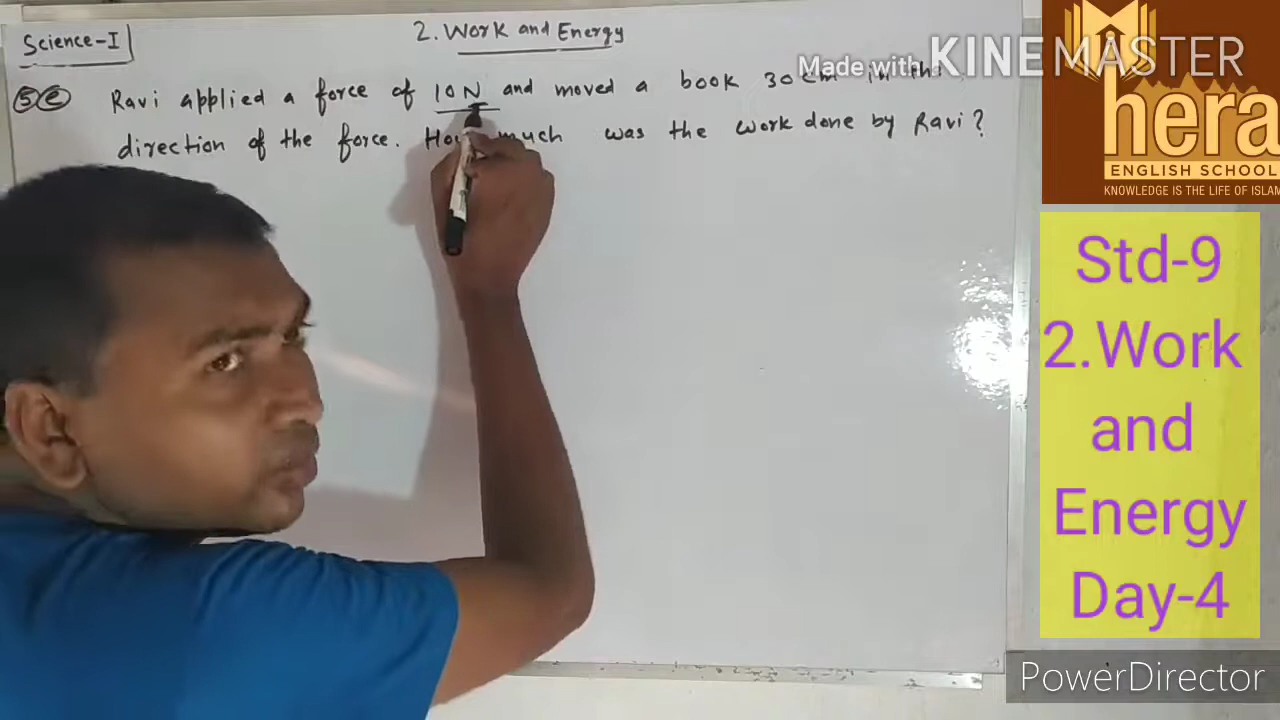 Science-I
2. Work and Energy
5 e Ravi applied a force of 10 N and moved a book 30 cm in the
direction of the force. How much was the work done by Ravi?
Made with KINEMASTER
hera
ENGLISH SCHOOL
KNOWLEDGE IS THE LIFE OF ISLAM
Std-9
2.Work
and
Energy
Day-4
PowerDirector